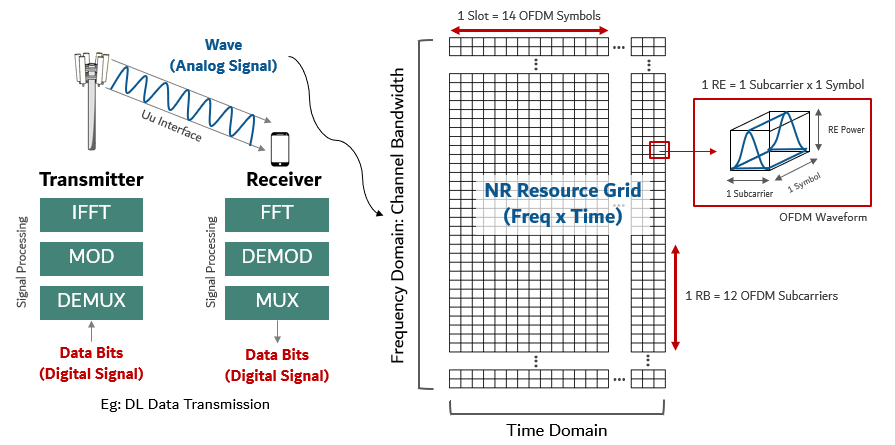 1 Slot = 14 OFDM Symbols
Wave
(Analog Signal)
Uu Interface
Transmitter
Receiver
Signal Processing
IFFT
MOD
DEMUX
Signal Processing
FFT
DEMOD
MUX
Data Bits
(Digital Signal)
Data Bits
(Digital Signal)
Eg: DL Data Transmission
Frequency Domain: Channel Bandwidth
NR Resource Grid
(Freq x Time)
Time Domain
1 RE = 1 Subcarrier x 1 Symbol
RE Power
1 Subcarrier
1 Symbol
OFDM Waveform
1 RB = 12 OFDM Subcarriers